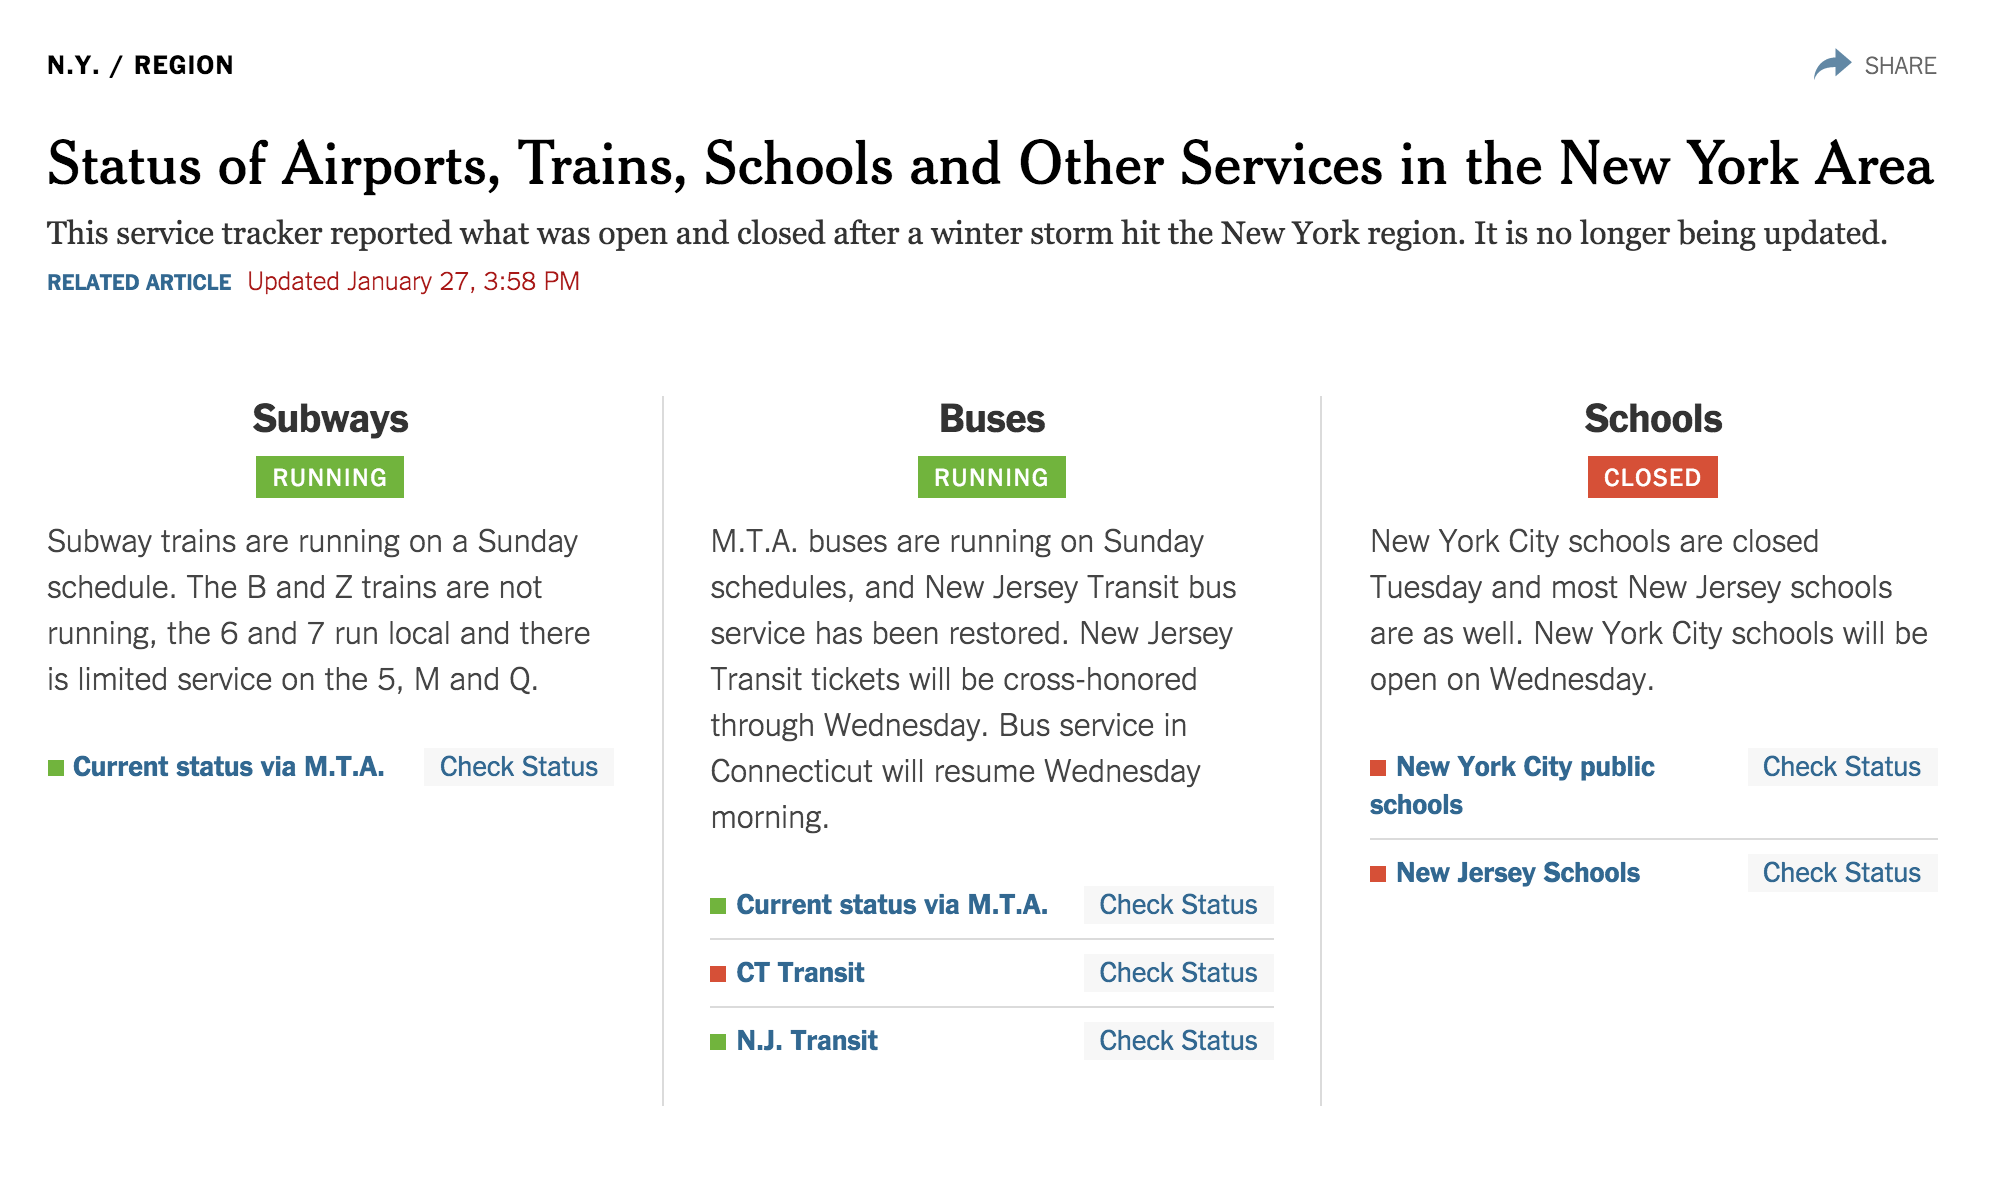 N.Y. / REGION
SHARE
Status of Airports, Trains, Schools and Other Services in the New York Area
This service tracker reported what was open and closed after a winter storm hit the New York region. It is no longer being updated.
RELATED ARTICLE Updated January 27, 3:58 PM
Subways
RUNNING
Subway trains are running on a Sunday
schedule. The B and Z trains are not
running, the 6 and 7 run local and there
is limited service on the 5, M and Q.
Current status via M.T.A. Check Status
Buses
RUNNING
M.T.A. buses are running on Sunday
schedules, and New Jersey Transit bus
service has been restored. New Jersey
Transit tickets will be cross-honored
through Wednesday. Bus service in
Connecticut will resume Wednesday
morning.
Current status via M.T.A. Check Status
CT Transit Check Status
N.J. Transit Check Status
Schools
CLOSED
New York City schools are closed
Tuesday and most New Jersey schools
are as well. New York City schools will be
open on Wednesday.
New York City public Check Status
schools
New Jersey Schools Check Status